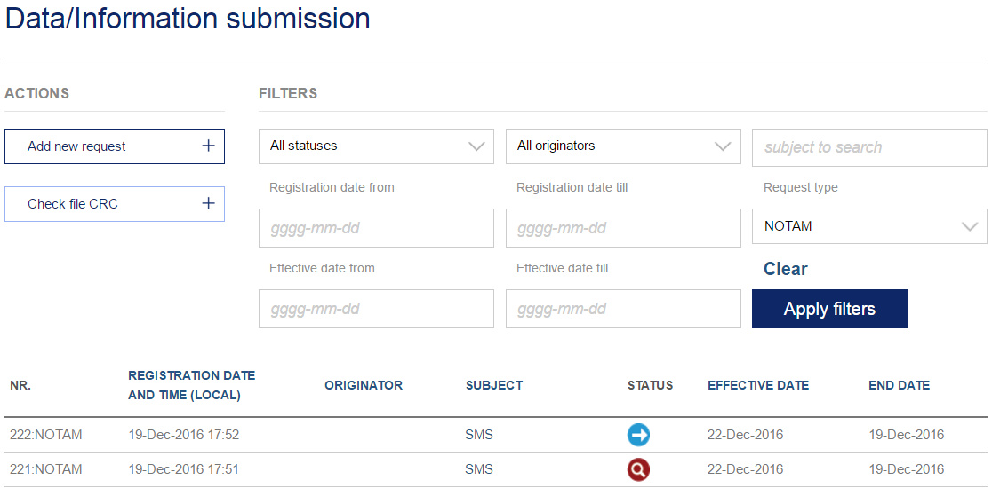 Data/Information submission
ACTIONS
FILTERS
Add new request
All statuses
All originators
subject to search
Registration date from
Registration date till
Request type
Check file CRC
gggg-mm-dd
gggg-mm-dd
NOTAM
Effective date from
Effective date till
Clear
gggg-mm-dd
gggg-mm-dd
Apply filters
NR.
REGISTRATION DATE
AND TIME (LOCAL)
ORIGINATOR
SUBJECT
STATUS
EFFECTIVE DATE
END DATE
222:NOTAM 19-Dec-2016 17:52 SMS 22-Dec-2016 19-Dec-2016
221:NOTAM 19-Dec-2016 17:51 SMS 22-Dec-2016 19-Dec-2016